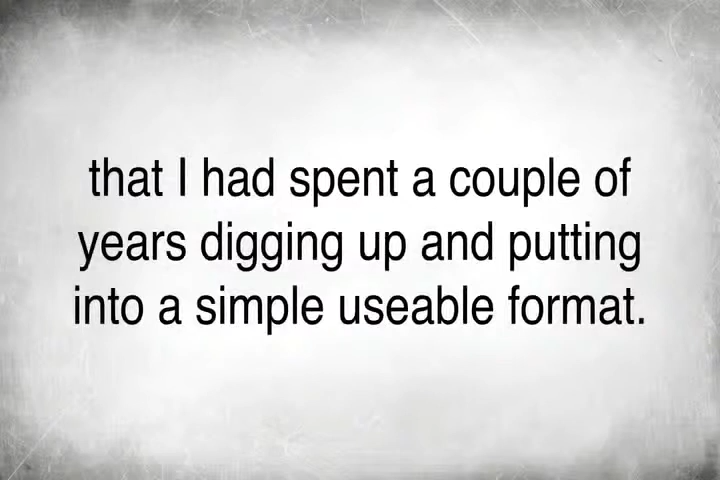 that I had spent a couple of
years digging up and putting
into a simple useable format.